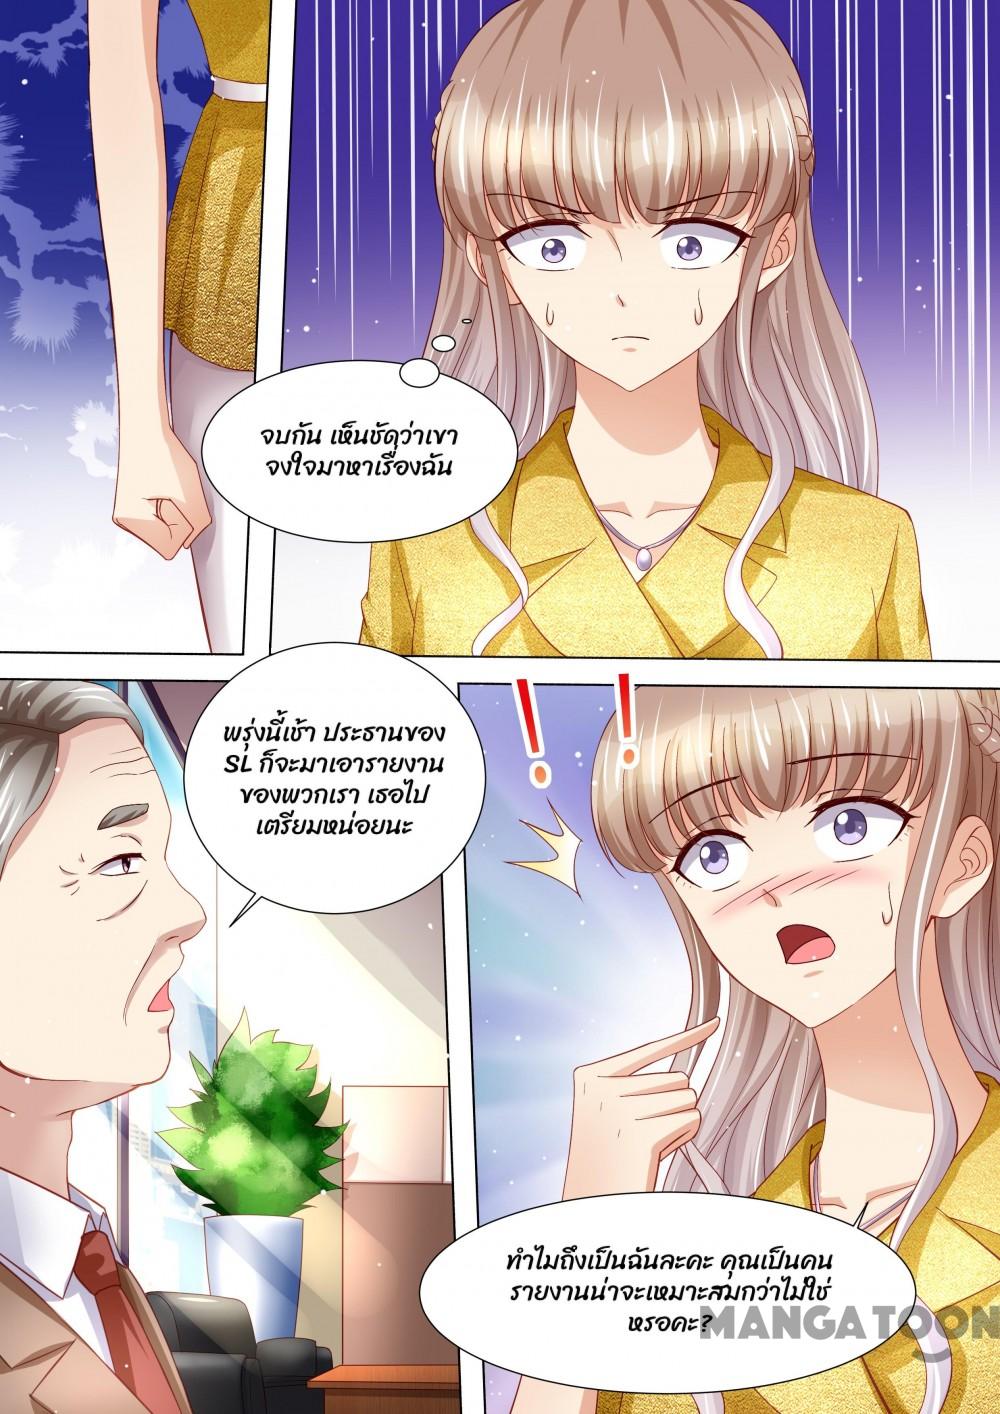 จบกัน เห็นชัดว่าเขา
จงใจมาหาเรื่องฉัน
พรุ่งนี้เช้า ประธานของ
SL ก็จะมาเอารายงาน
ของพวกเรา เธอไป
เตรียมหน่อยนะ
! !
ทำไมถึงเป็นฉันละคะ คุณเป็นคน
รายงานน่าจะเหมาะสมกว่าไม่ใช่
หรอคะ?
MANGATOON